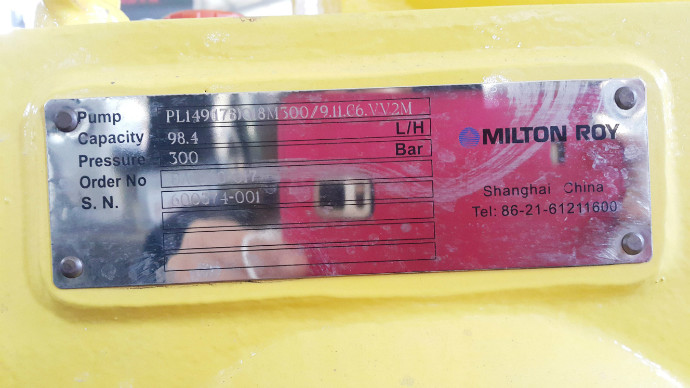 Pump
Capacity 98.4 L/H
Pressure 300 Bar
Order No
S. N.
MILTON ROY
Shanghai China
Tel: 86-21-61211600